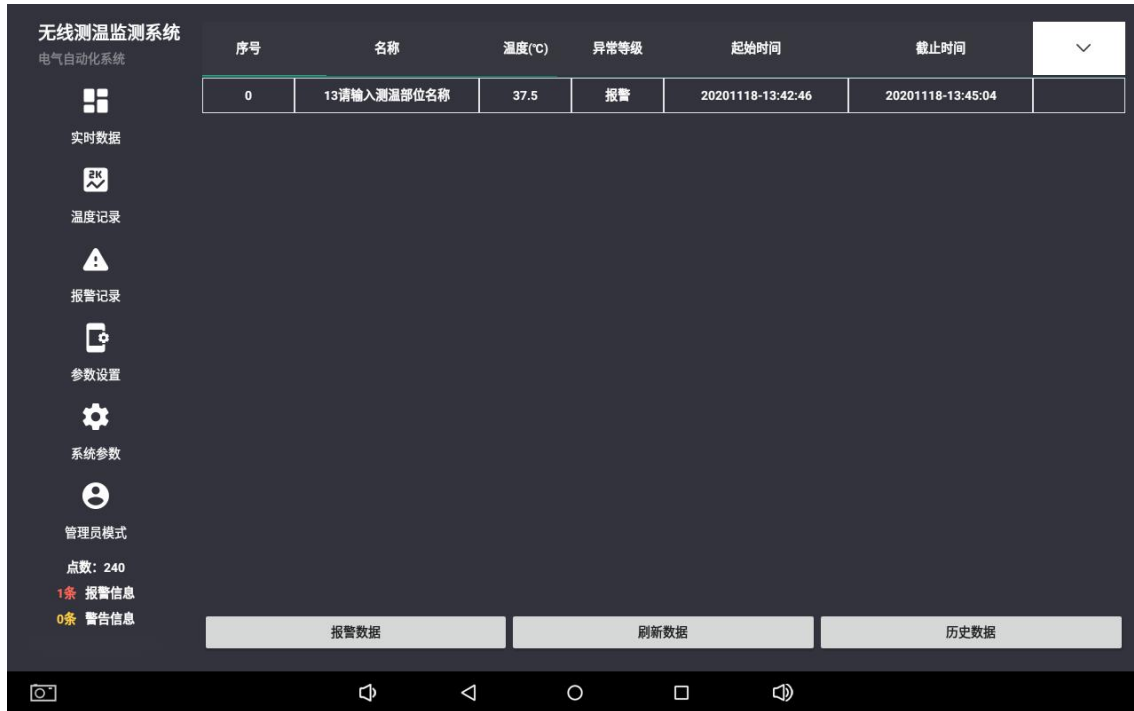 无线测温监测系统
电气自动化系统
序号 名称 温度(℃) 异常等级 起始时间 截止时间
0 13请输入测温部位名称 37.5 报警 20201118-13:42:46 20201118-13:45:04
实时数据
2K
温度记录
报警记录
参数设置
系统参数
管理员模式
点数：240
1条 报警信息
0条 警告信息
报警数据 刷新数据 历史数据